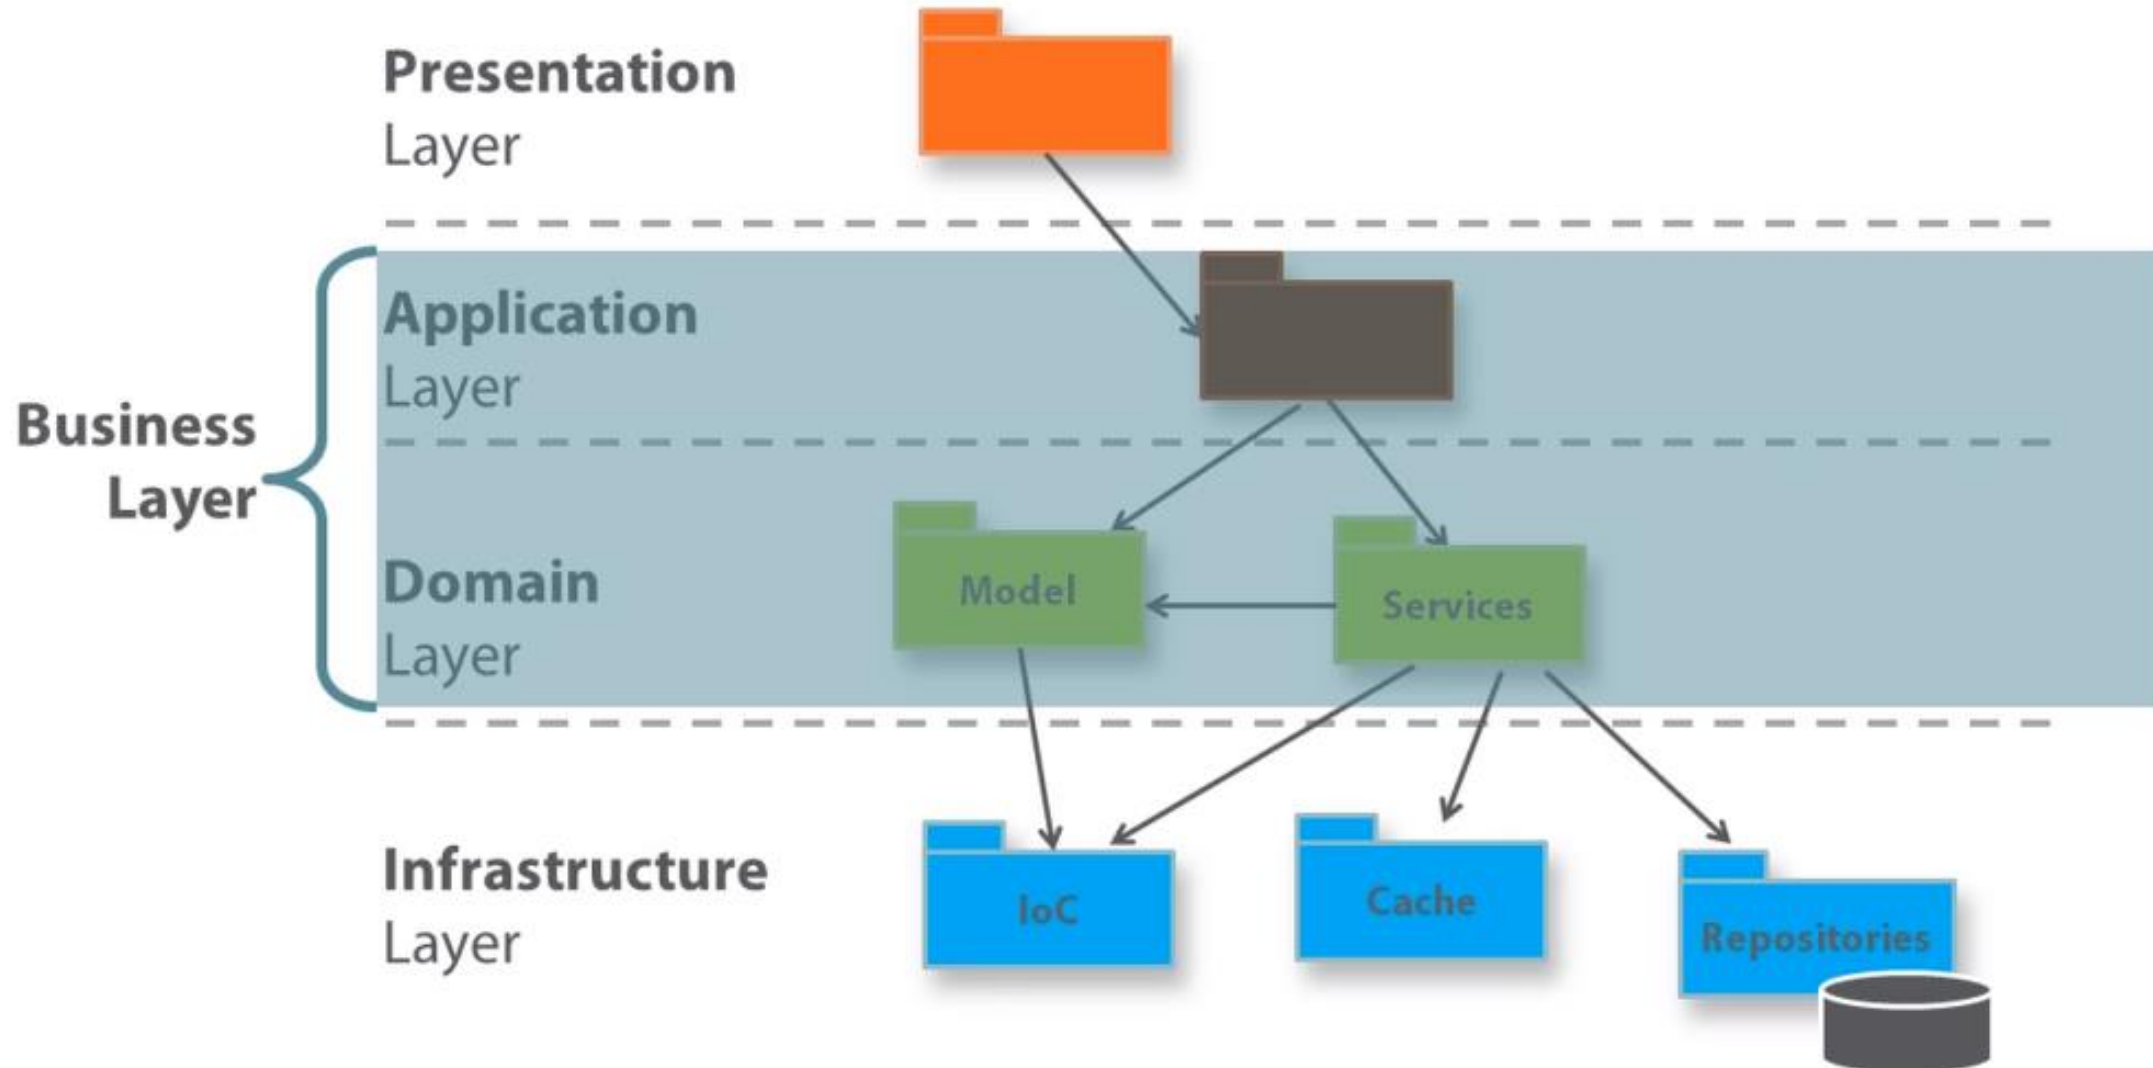 Presentation
Layer
Application
Layer
Business
Layer
Domain
Layer
Model
Services
Infrastructure
Layer
IoC
Cache
Repositories